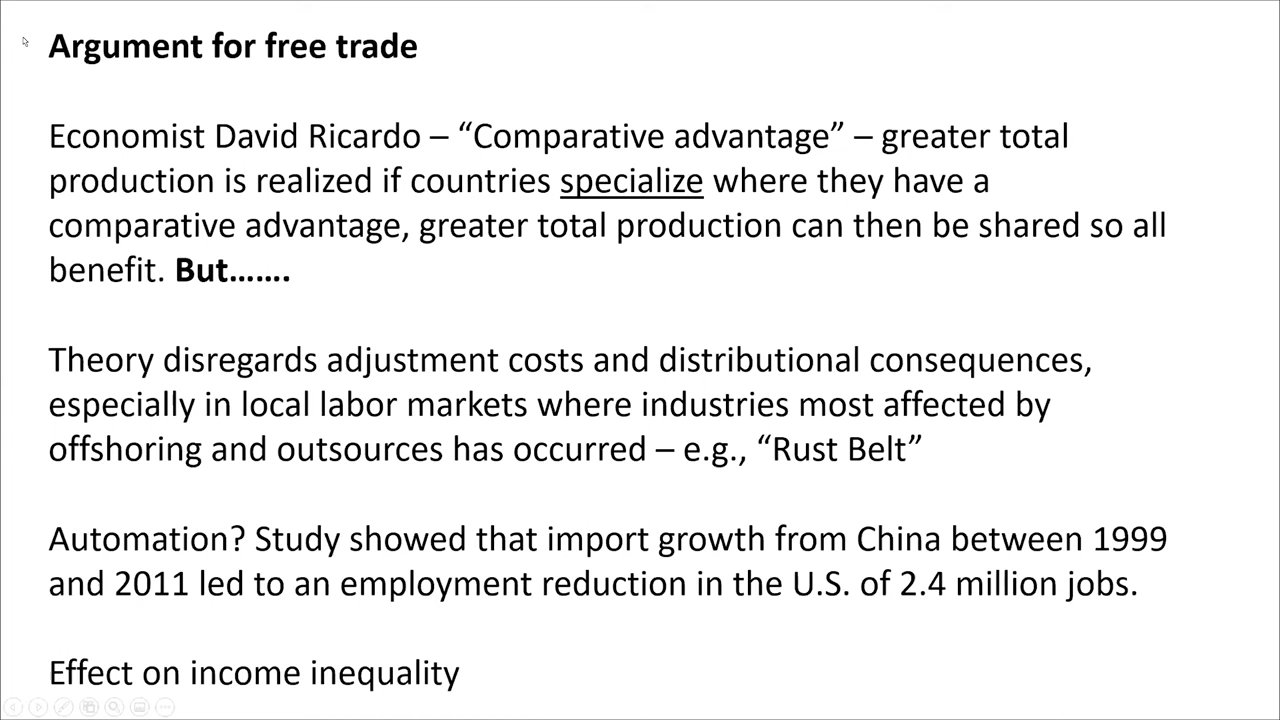 Argument for free trade
Economist David Ricardo – “Comparative advantage” – greater total
production is realized if countries specialize where they have a
comparative advantage, greater total production can then be shared so all
benefit. But…….
Theory disregards adjustment costs and distributional consequences,
especially in local labor markets where industries most affected by
offshoring and outsources has occurred – e.g., “Rust Belt”
Automation? Study showed that import growth from China between 1999
and 2011 led to an employment reduction in the U.S. of 2.4 million jobs.
Effect on income inequality